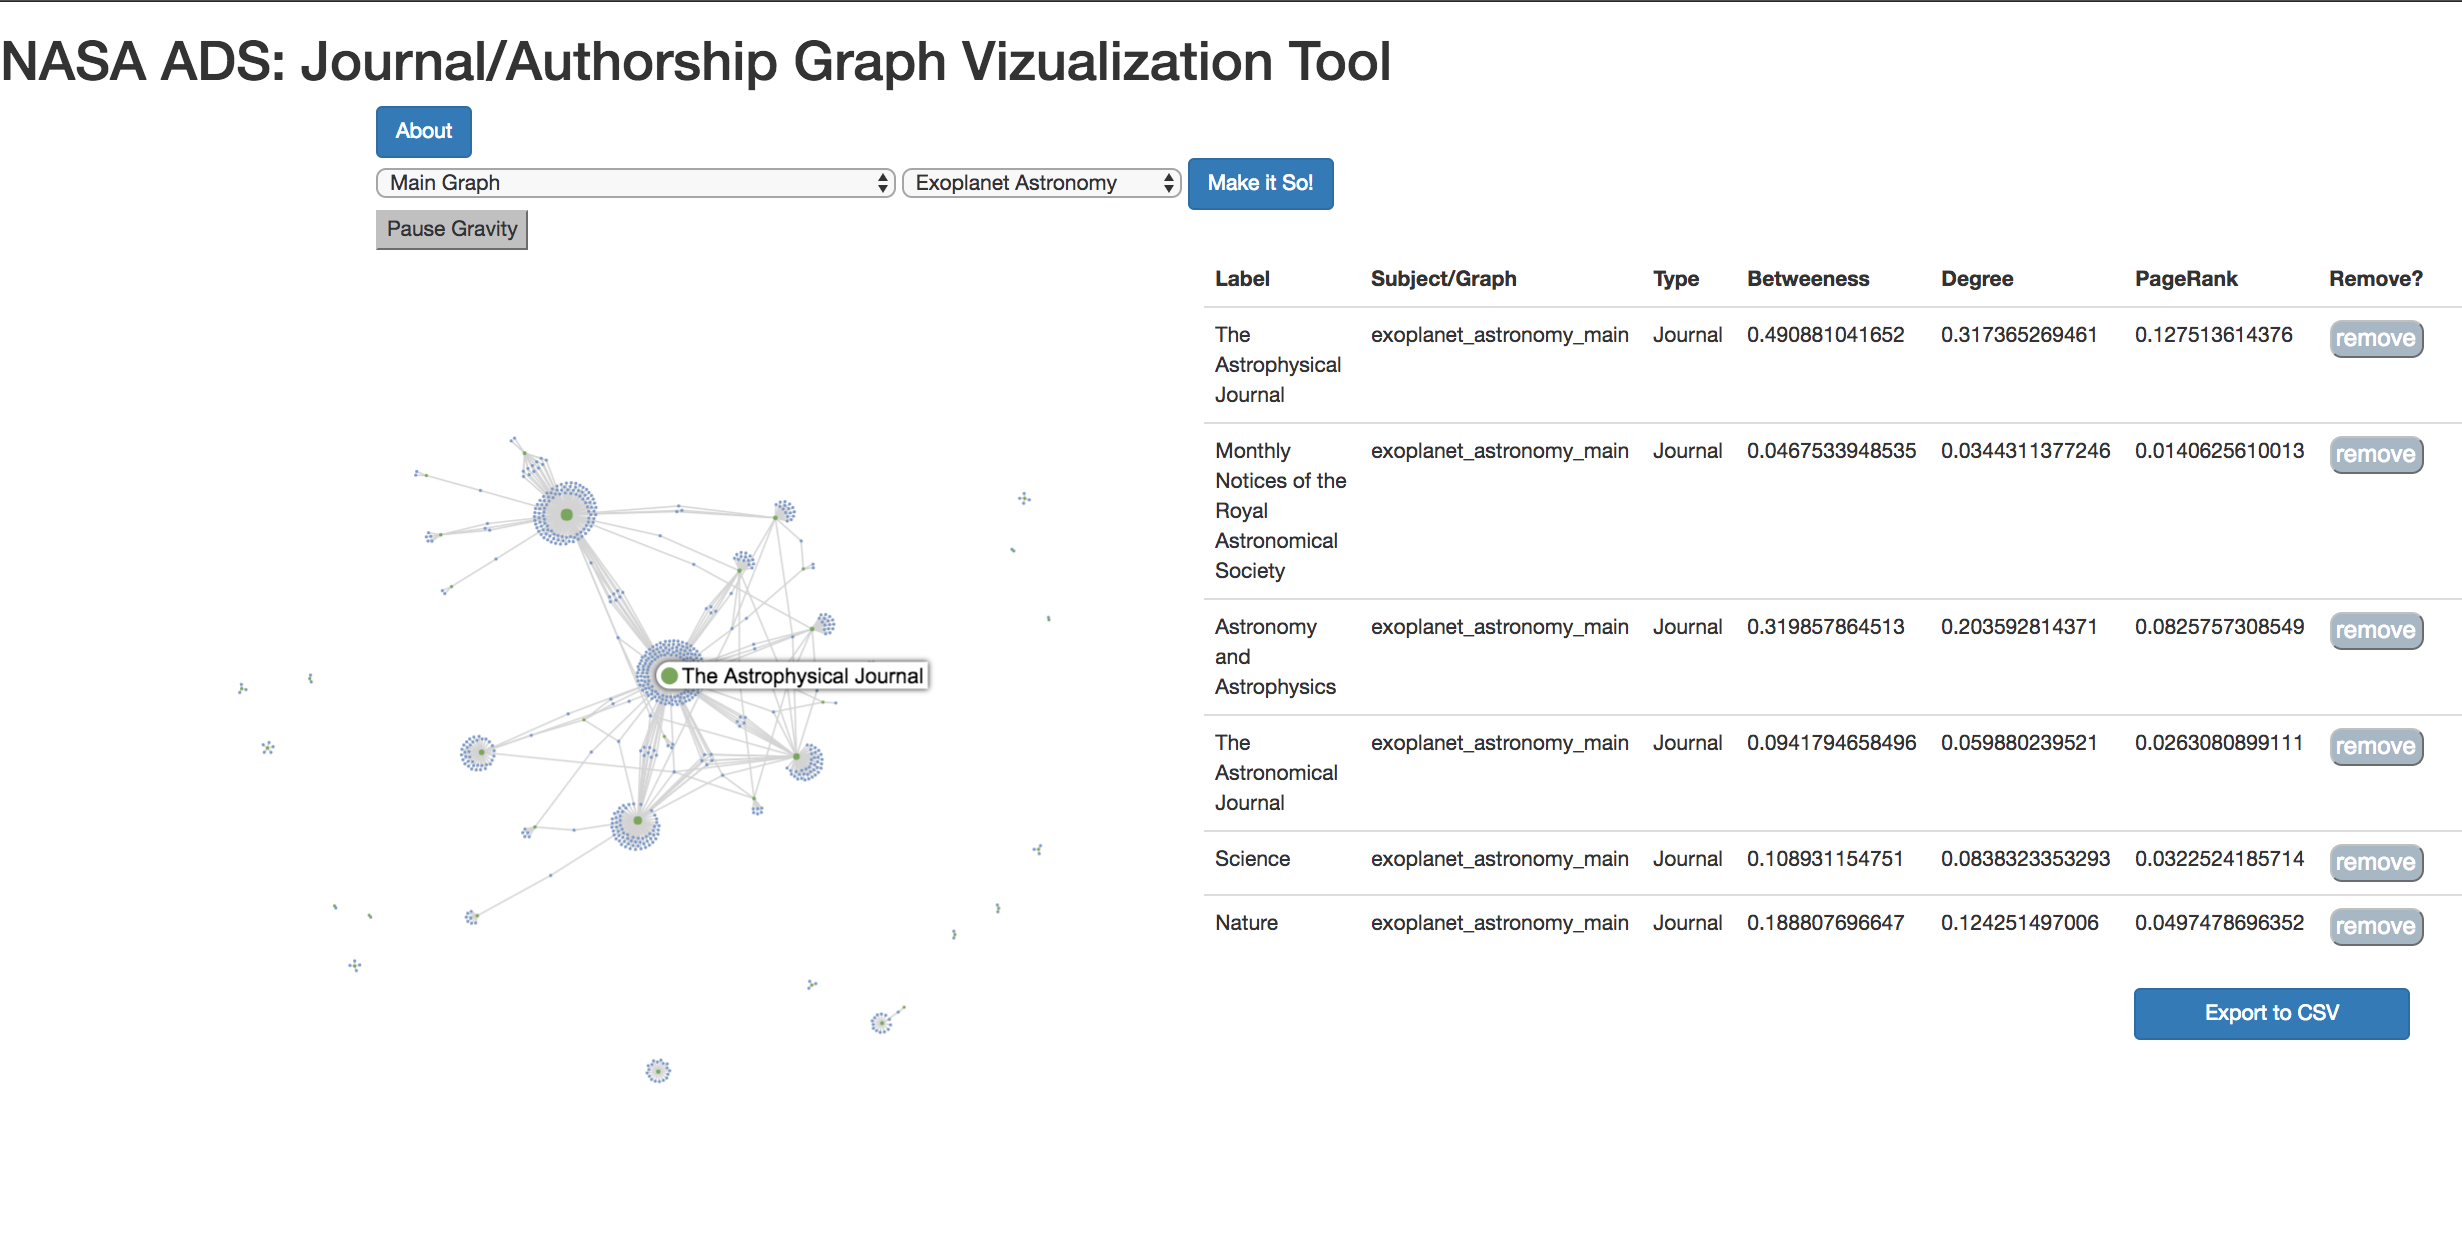 NASA ADS: Journal/Authorship Graph Vizualization Tool
About
Main Graph Exoplanet Astronomy Make it So!
Pause Gravity
Label Subject/Graph Type Betweeness Degree PageRank Remove?
The exoplanet_astronomy_main Journal 0.490881041652 0.317365269461 0.127513614376 remove
Astrophysical
Journal
Monthly exoplanet_astronomy_main Journal 0.0467533948535 0.0344311377246 0.0140625610013 remove
Notices of the
Royal
Astronomical
Society
Astronomy exoplanet_astronomy_main Journal 0.319857864513 0.203592814371 0.0825757308549 remove
and
Astrophysics
The exoplanet_astronomy_main Journal 0.0941794658496 0.059880239521 0.0263080899111 remove
Astronomical
Journal
Science exoplanet_astronomy_main Journal 0.108931154751 0.0838323353293 0.0322524185714 remove
Nature exoplanet_astronomy_main Journal 0.188807696647 0.124251497006 0.0497478696352 remove
The Astrophysical Journal
Export to CSV